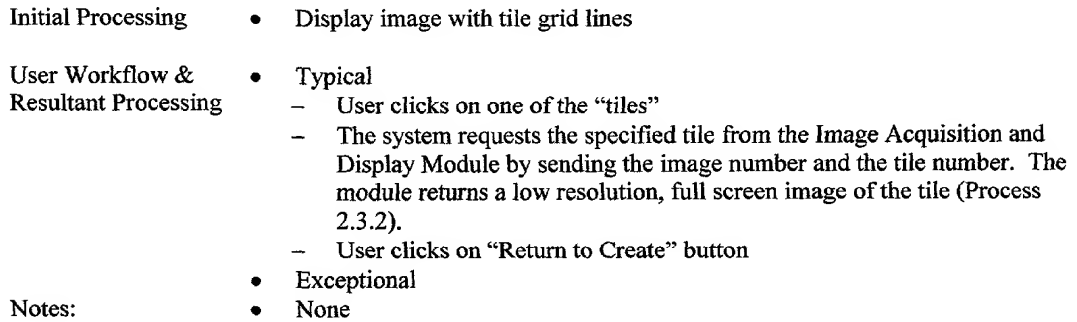 Initial Processing • Display image with tile grid lines
User Workflow & • Typical
Resultant Processing – User clicks on one of the “tiles”
– The system requests the specified tile from the Image Acquisition and
Display Module by sending the image number and the tile number. The
module returns a low resolution, full screen image of the tile (Process
2.3.2).
– User clicks on “Return to Create” button
• Exceptional
Notes: • None